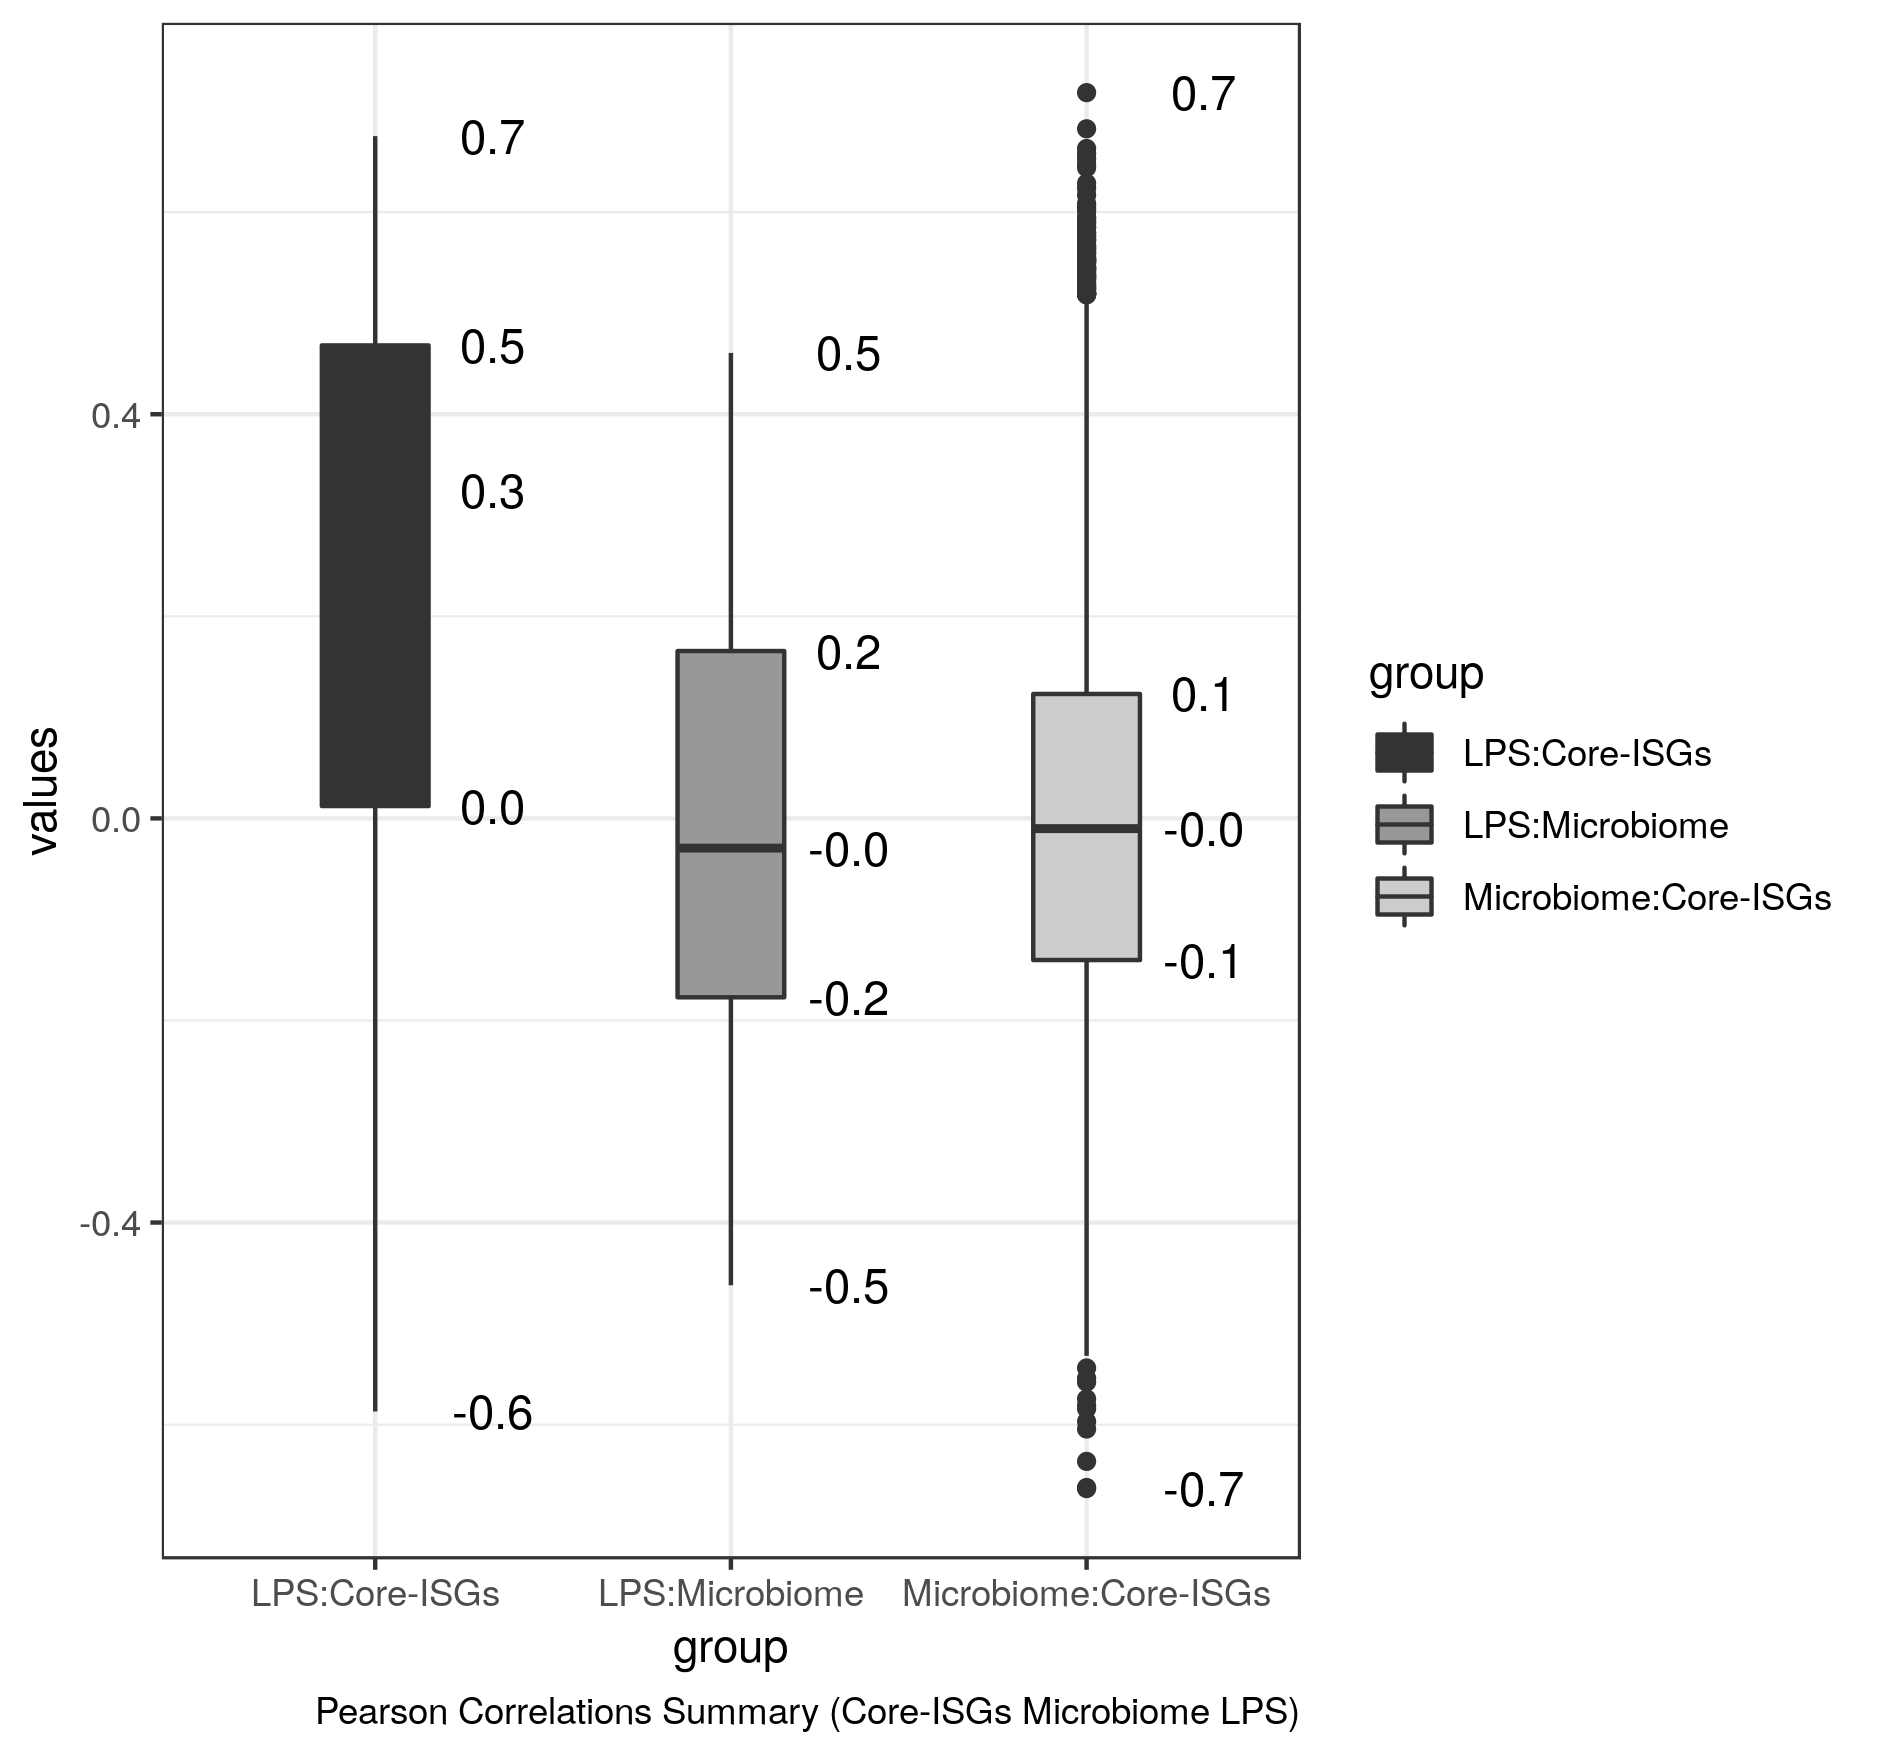 values
0.4
0.0
-0.4
0.7
0.5
0.3
0.0
-0.6
0.5
0.2
-0.0
-0.2
-0.5
0.7
0.1
-0.0
-0.1
-0.7
LPS:Core-ISGs
LPS:Microbiome
Microbiome:Core-ISGs
group
Pearson Correlations Summary (Core-ISGs Microbiome LPS)
group
LPS:Core-ISGs
LPS:Microbiome
Microbiome:Core-ISGs